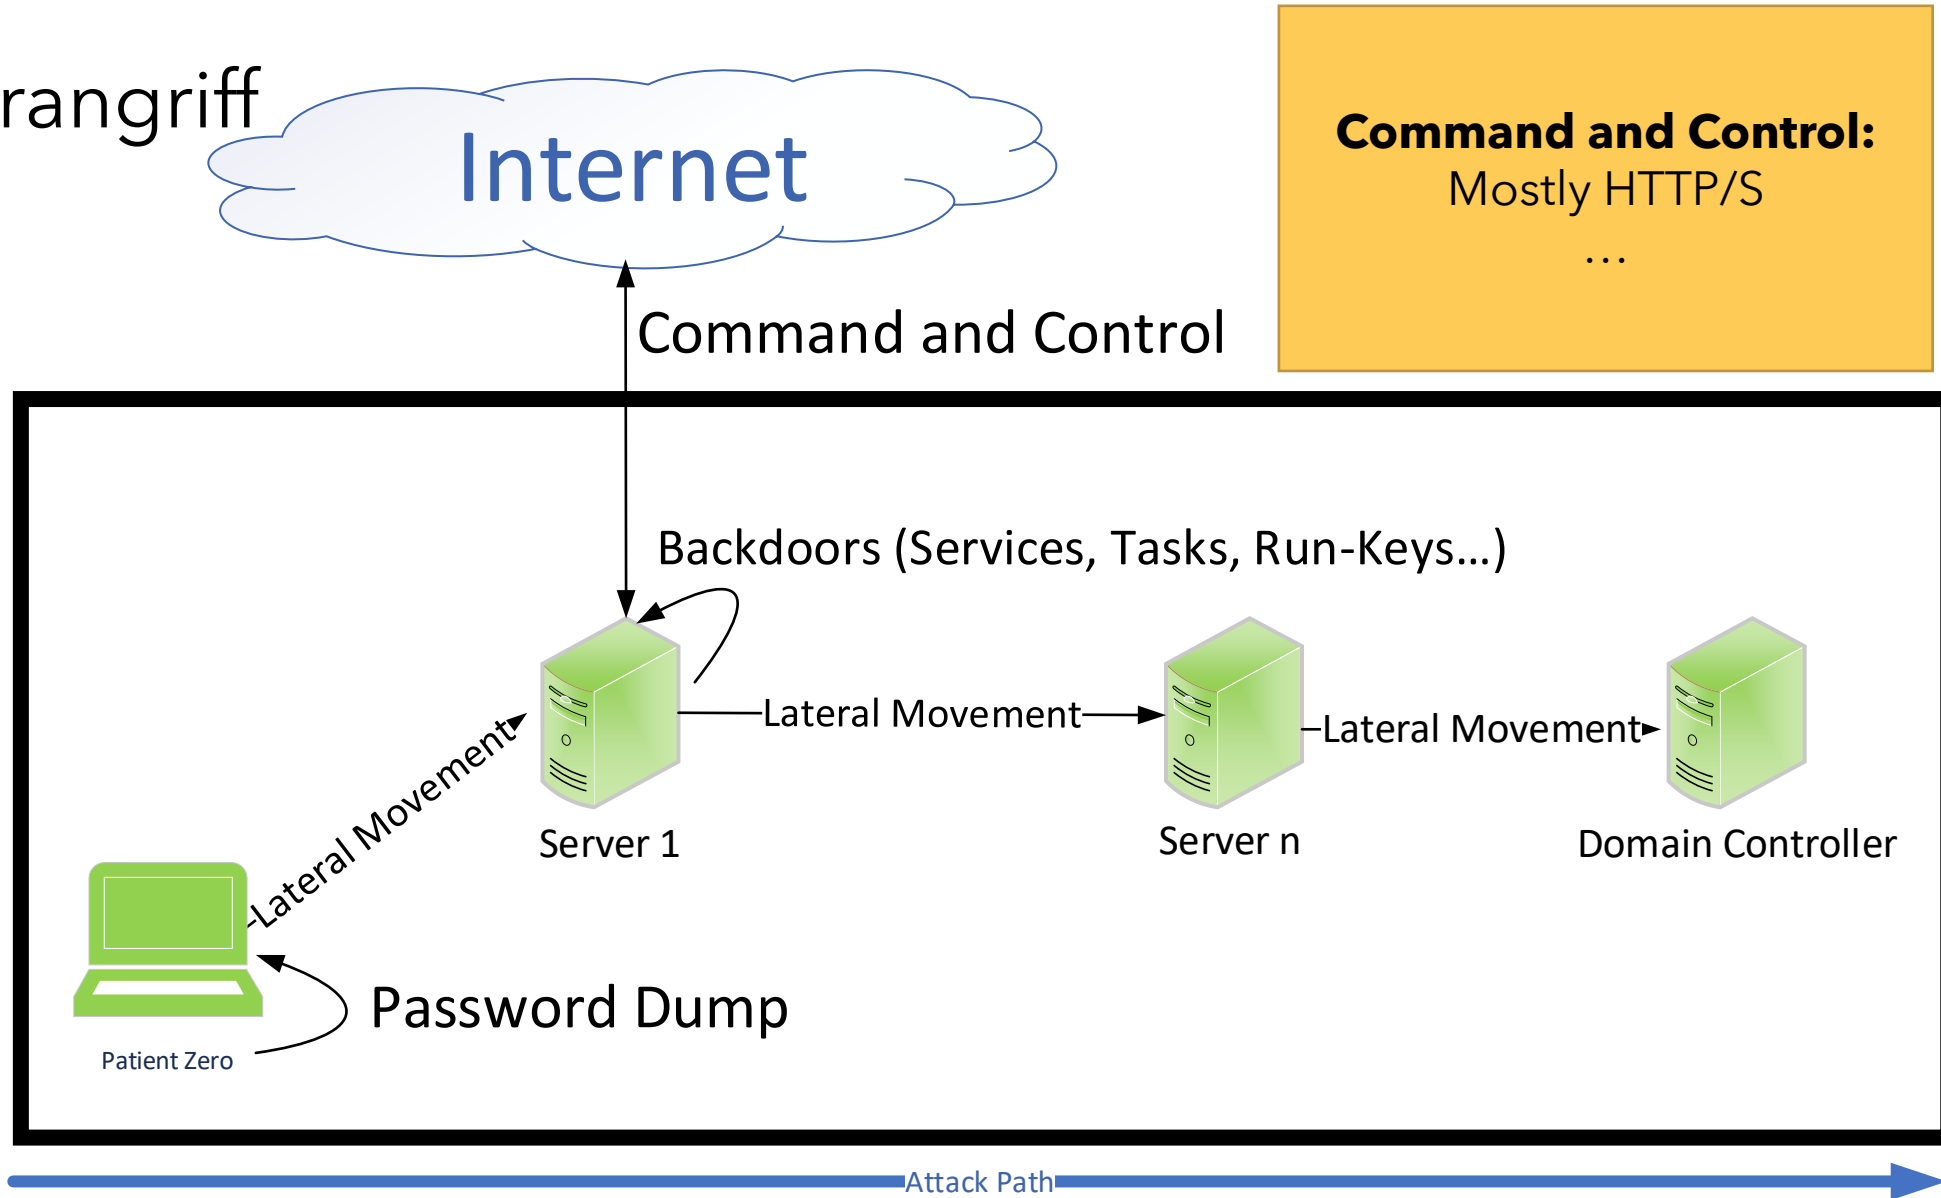 rangriff
Internet
Command and Control:
Mostly HTTP/S
...
Command and Control
Backdoors (Services, Tasks, Run-Keys…)
Lateral Movement
Lateral Movement
Lateral Movement
Server 1
Server n
Domain Controller
Password Dump
Patient Zero
Attack Path